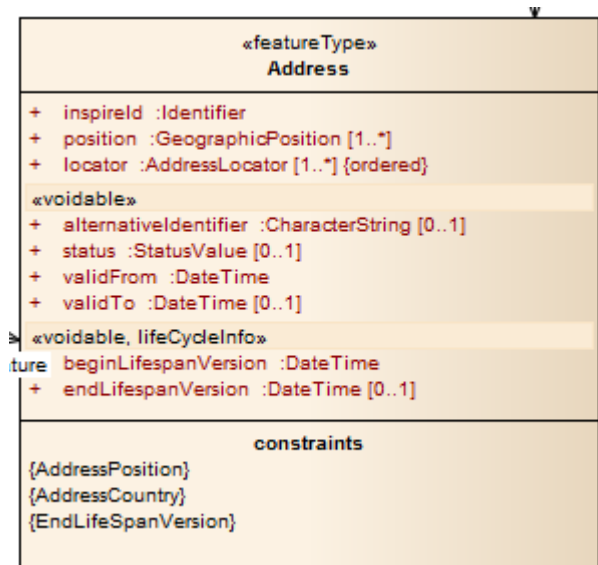 «featureType»
Address
+ inspireId :Identifier
+ position :GeographicPosition [1..*]
+ locator :AddressLocator [1..*] {ordered}
«voidable»
+ alternativeIdentifier :CharacterString [0..1]
+ status :StatusValue [0..1]
+ validFrom :DateTime
+ validTo :DateTime [0..1]
«voidable, lifeCycleInfo»
ture beginLifespanVersion :DateTime
+ endLifespanVersion :DateTime [0..1]
constraints
{AddressPosition}
{AddressCountry}
{EndLifeSpanVersion}